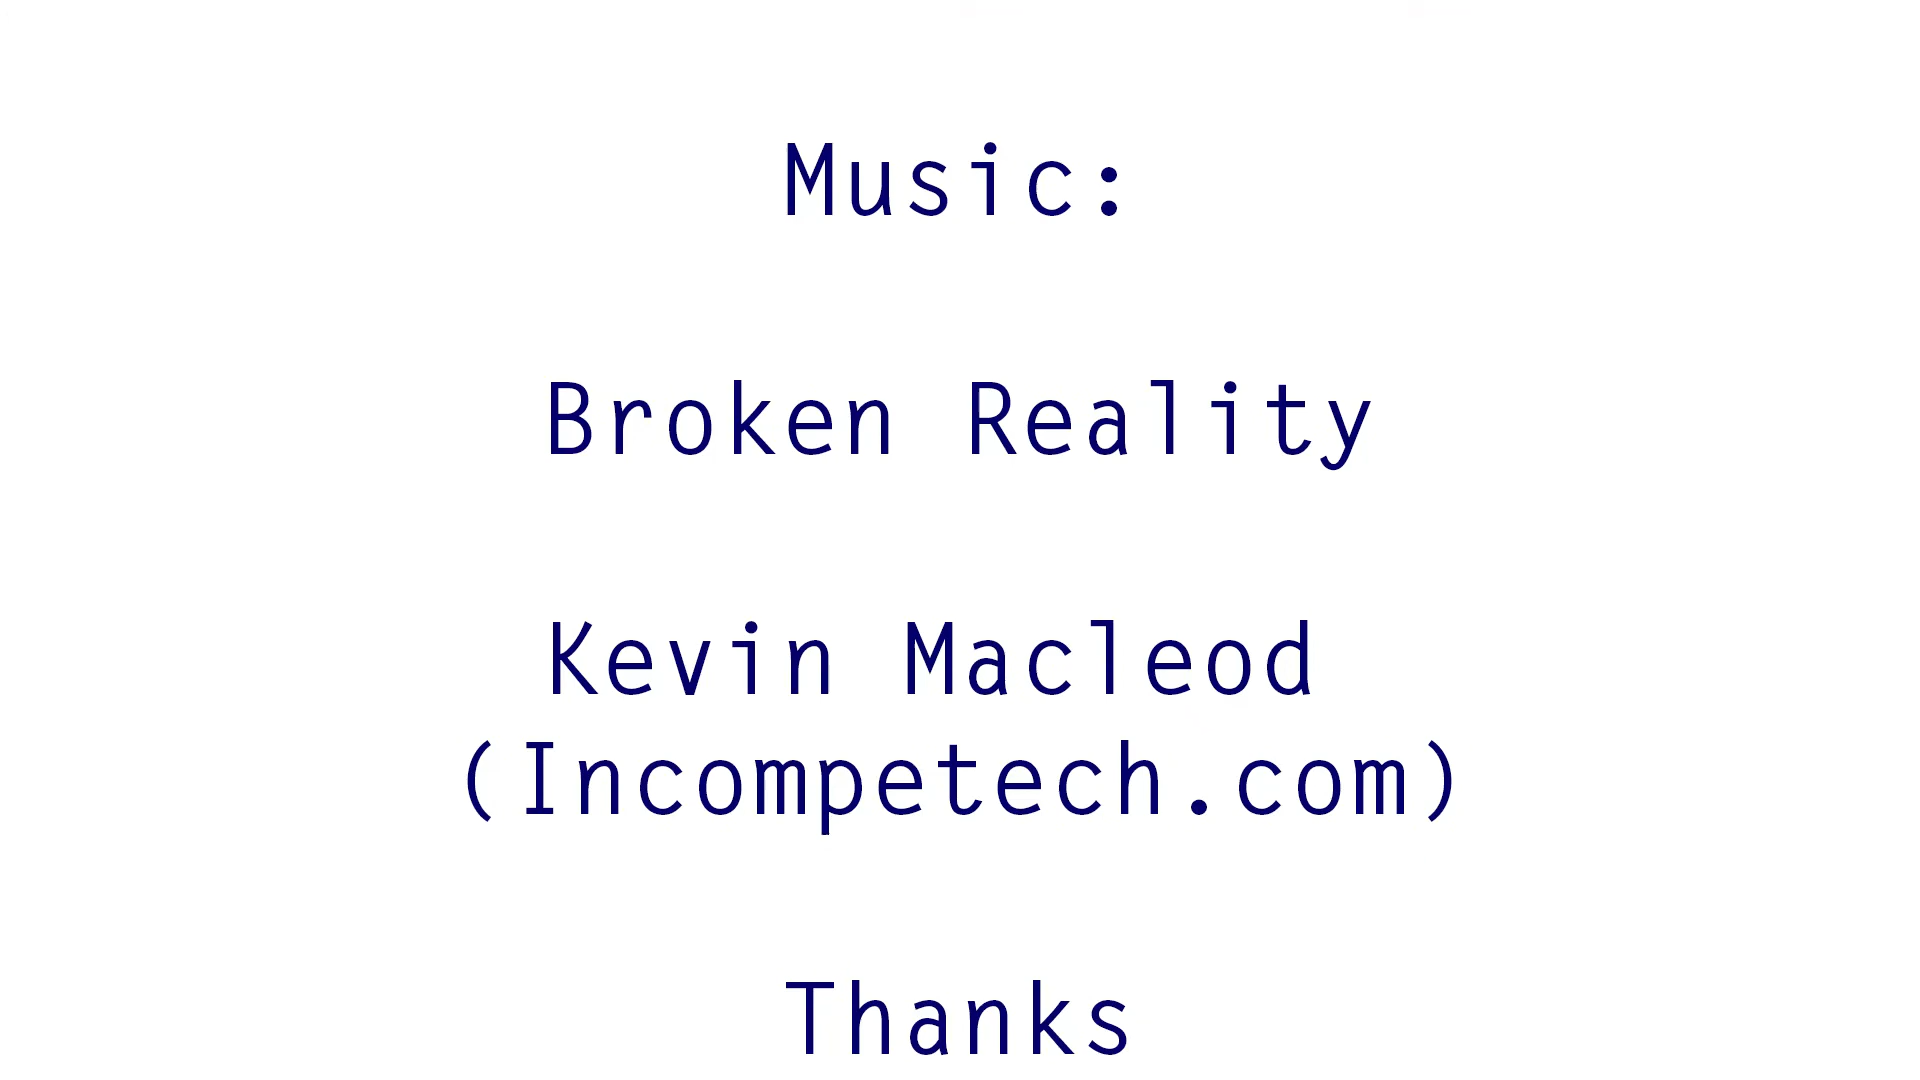 Music:
Broken Reality
Kevin Macleod
(Incompetech.com)
Thanks